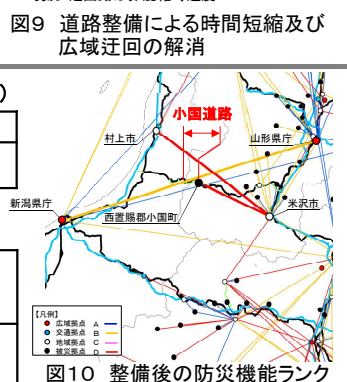 図9 道路整備による時間短縮及び
広域迂回の解消
小国道路
村上市
山形県庁
新潟県庁
西置賜郡小国町
米沢市
【凡例】
広域拠点 A
交通拠点 B
地域拠点 C
被災拠点 D
図10 整備後の防災機能ランク